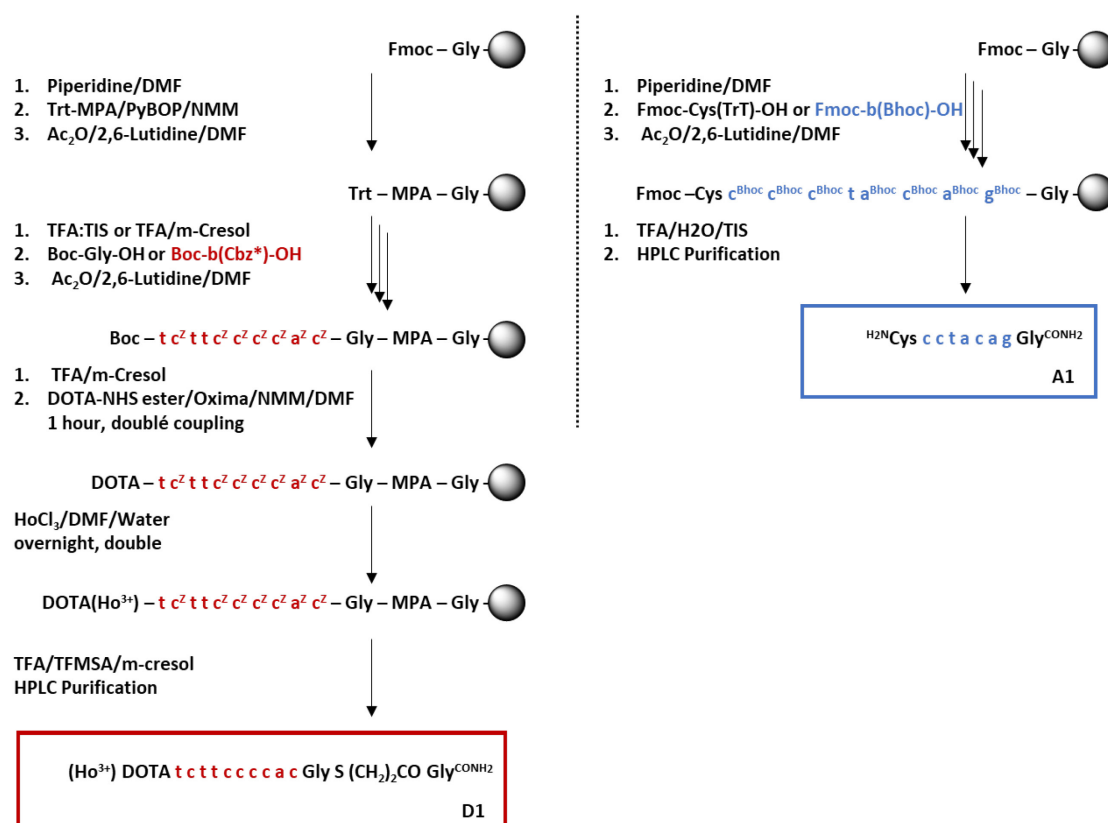 Fmoc – Gly
1. Piperidine/DMF
2. Trt-MPA/PyBOP/NMM
3. Ac2O/2,6-Lutidine/DMF
Trt – MPA – Gly
1. TFA:TIS or TFA/m-Cresol
2. Boc-Gly-OH or Boc-b(Cbz*)-OH
3. Ac2O/2,6-Lutidine/DMF
Boc – t cZ t t cZ cZ cZ cZ aZ cZ – Gly – MPA – Gly
1. TFA/m-Cresol
2. DOTA-NHS ester/Oxima/NMM/DMF
1 hour, doublé coupling
DOTA – t cZ t t cZ cZ cZ cZ aZ cZ – Gly – MPA – Gly
HoCl3/DMF/Water
overnight, double
DOTA(Ho3+) – t cZ t t cZ cZ cZ cZ aZ cZ – Gly – MPA – Gly
TFA/TFMSA/m-cresol
HPLC Purification
(Ho3+) DOTA t c t t c c c c a c Gly S (CH2)2CO GlyCONH2
D1
Fmoc – Gly
1. Piperidine/DMF
2. Fmoc-Cys(TrT)-OH or Fmoc-b(Bhoc)-OH
3. Ac2O/2,6-Lutidine/DMF
Fmoc –Cys cBhoc cBhoc cBhoc t aBhoc cBhoc aBhoc gBhoc – Gly
1. TFA/H2O/TIS
2. HPLC Purification
H2NCys c c t a c a g GlyCONH2
A1